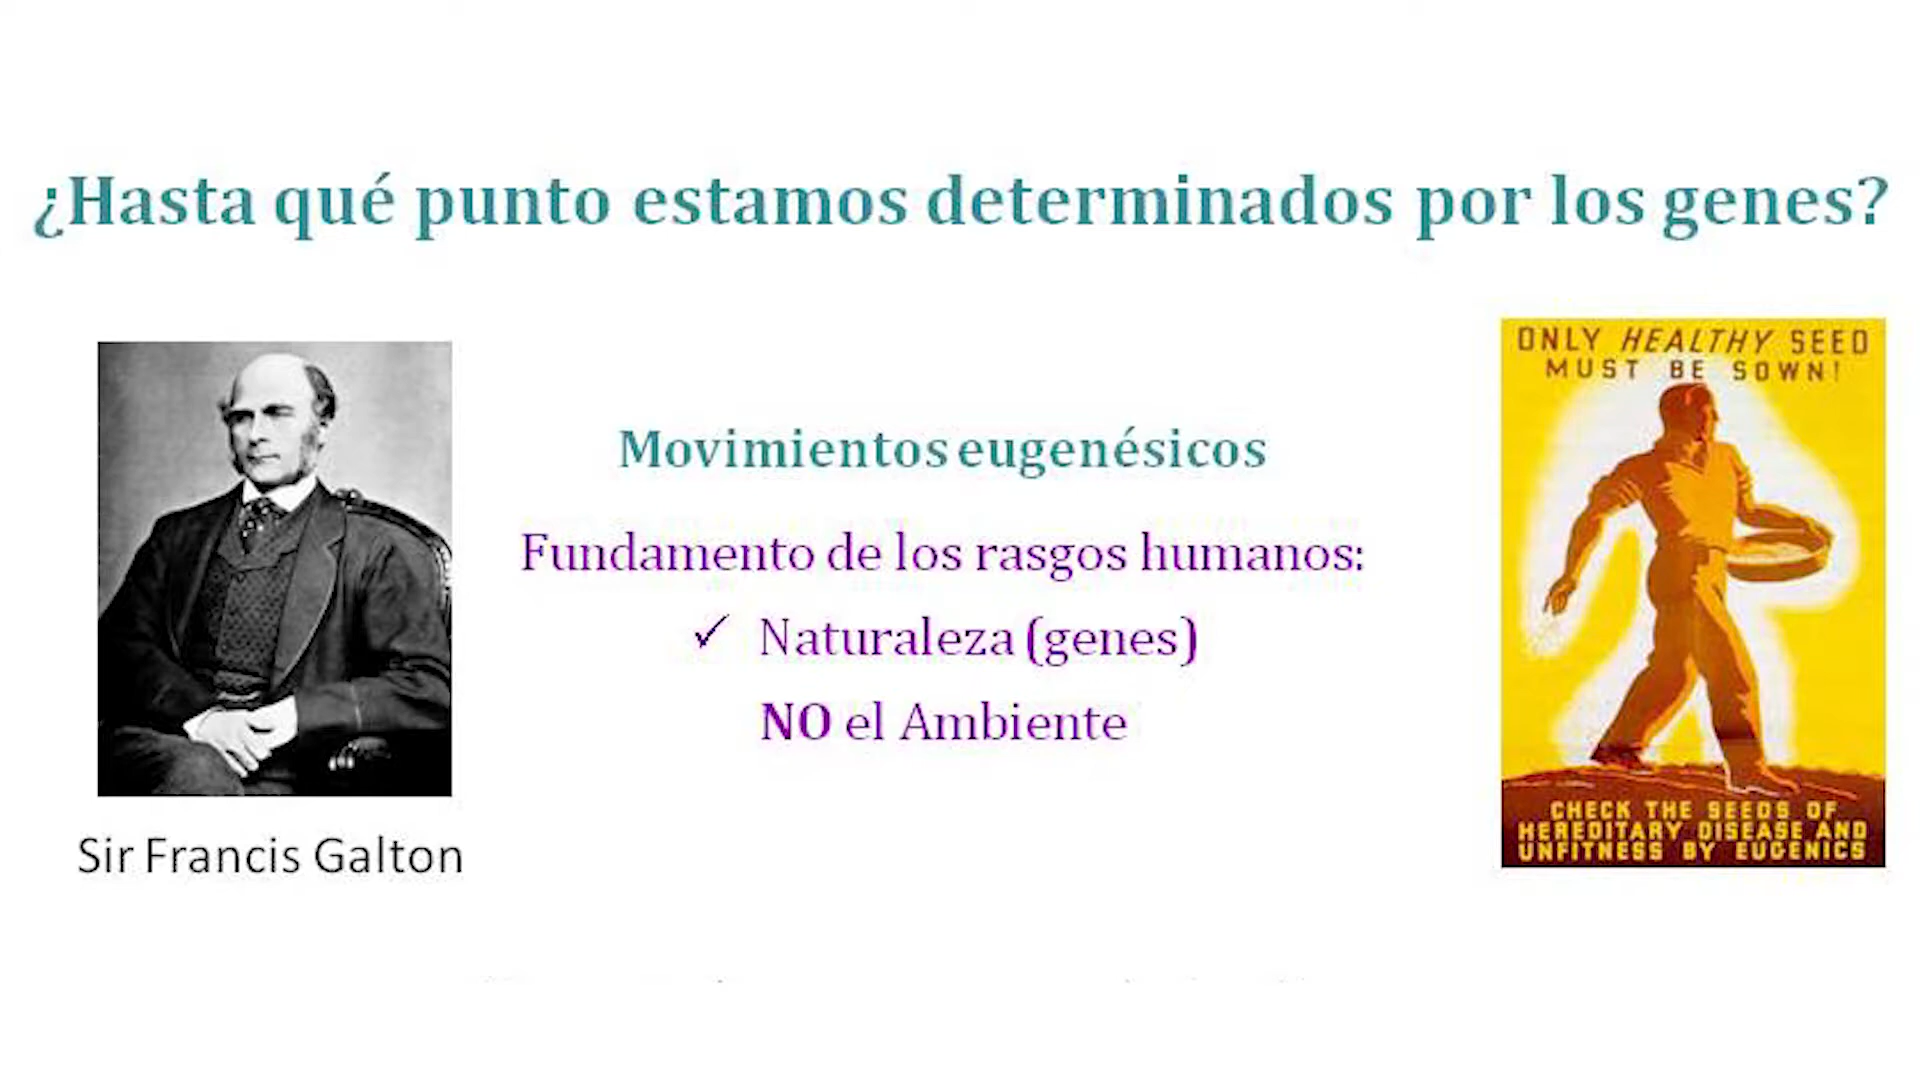 ¿Hasta qué punto estamos determinados por los genes?
ONLY HEALTHY SEED
MUST BE SOWN!
Movimientos eugenésicos
Fundamento de los rasgos humanos:
✓ Naturaleza (genes)
NO el Ambiente
CHECK THE SEEDS OF
HEREDITARY DISEASE AND
UNFITNESS BY EUGENICS
Sir Francis Galton